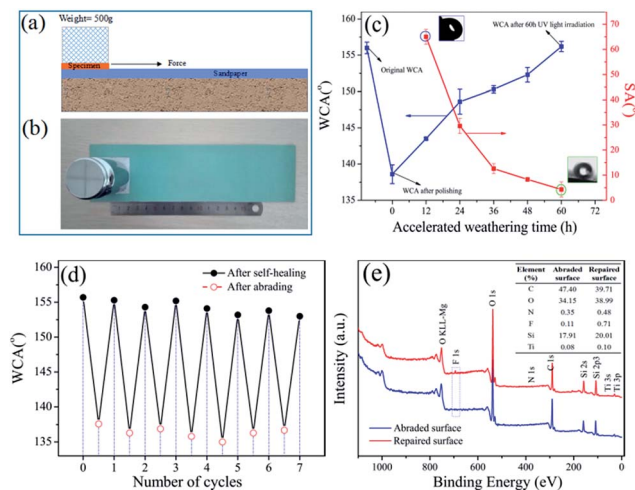 (a)
Weight= 500g
Specimen
Force
Sandpaper
(b)
(c)
WCA(°)
160
155
150
145
140
135
Original WCA
WCA after 60h UV light irradiation
WCA after polishing
0 12 24 36 48 60 72
Accelerated weathering time (h)
70
60
50
40
30
20
10
0
SA(°)
(d)
WCA(°)
160
155
150
145
140
135
After self-healing
After abrading
0 1 2 3 4 5 6 7
Number of cycles
(e)
Intensity (a.u.)
Element (%) Abraded surface Repaired surface
C 47.40 39.71
O 34.15 38.99
N 0.35 0.48
F 0.11 0.71
Si 17.91 20.01
Ti 0.08 0.10
O KLL-Mg
F 1s
O 1s
N 1s
C 1s
Si 2s
Si 2p3
Ti 3s
Ti 3p
Abraded surface
Repaired surface
1000 800 600 400 200 0
Binding Energy (eV)